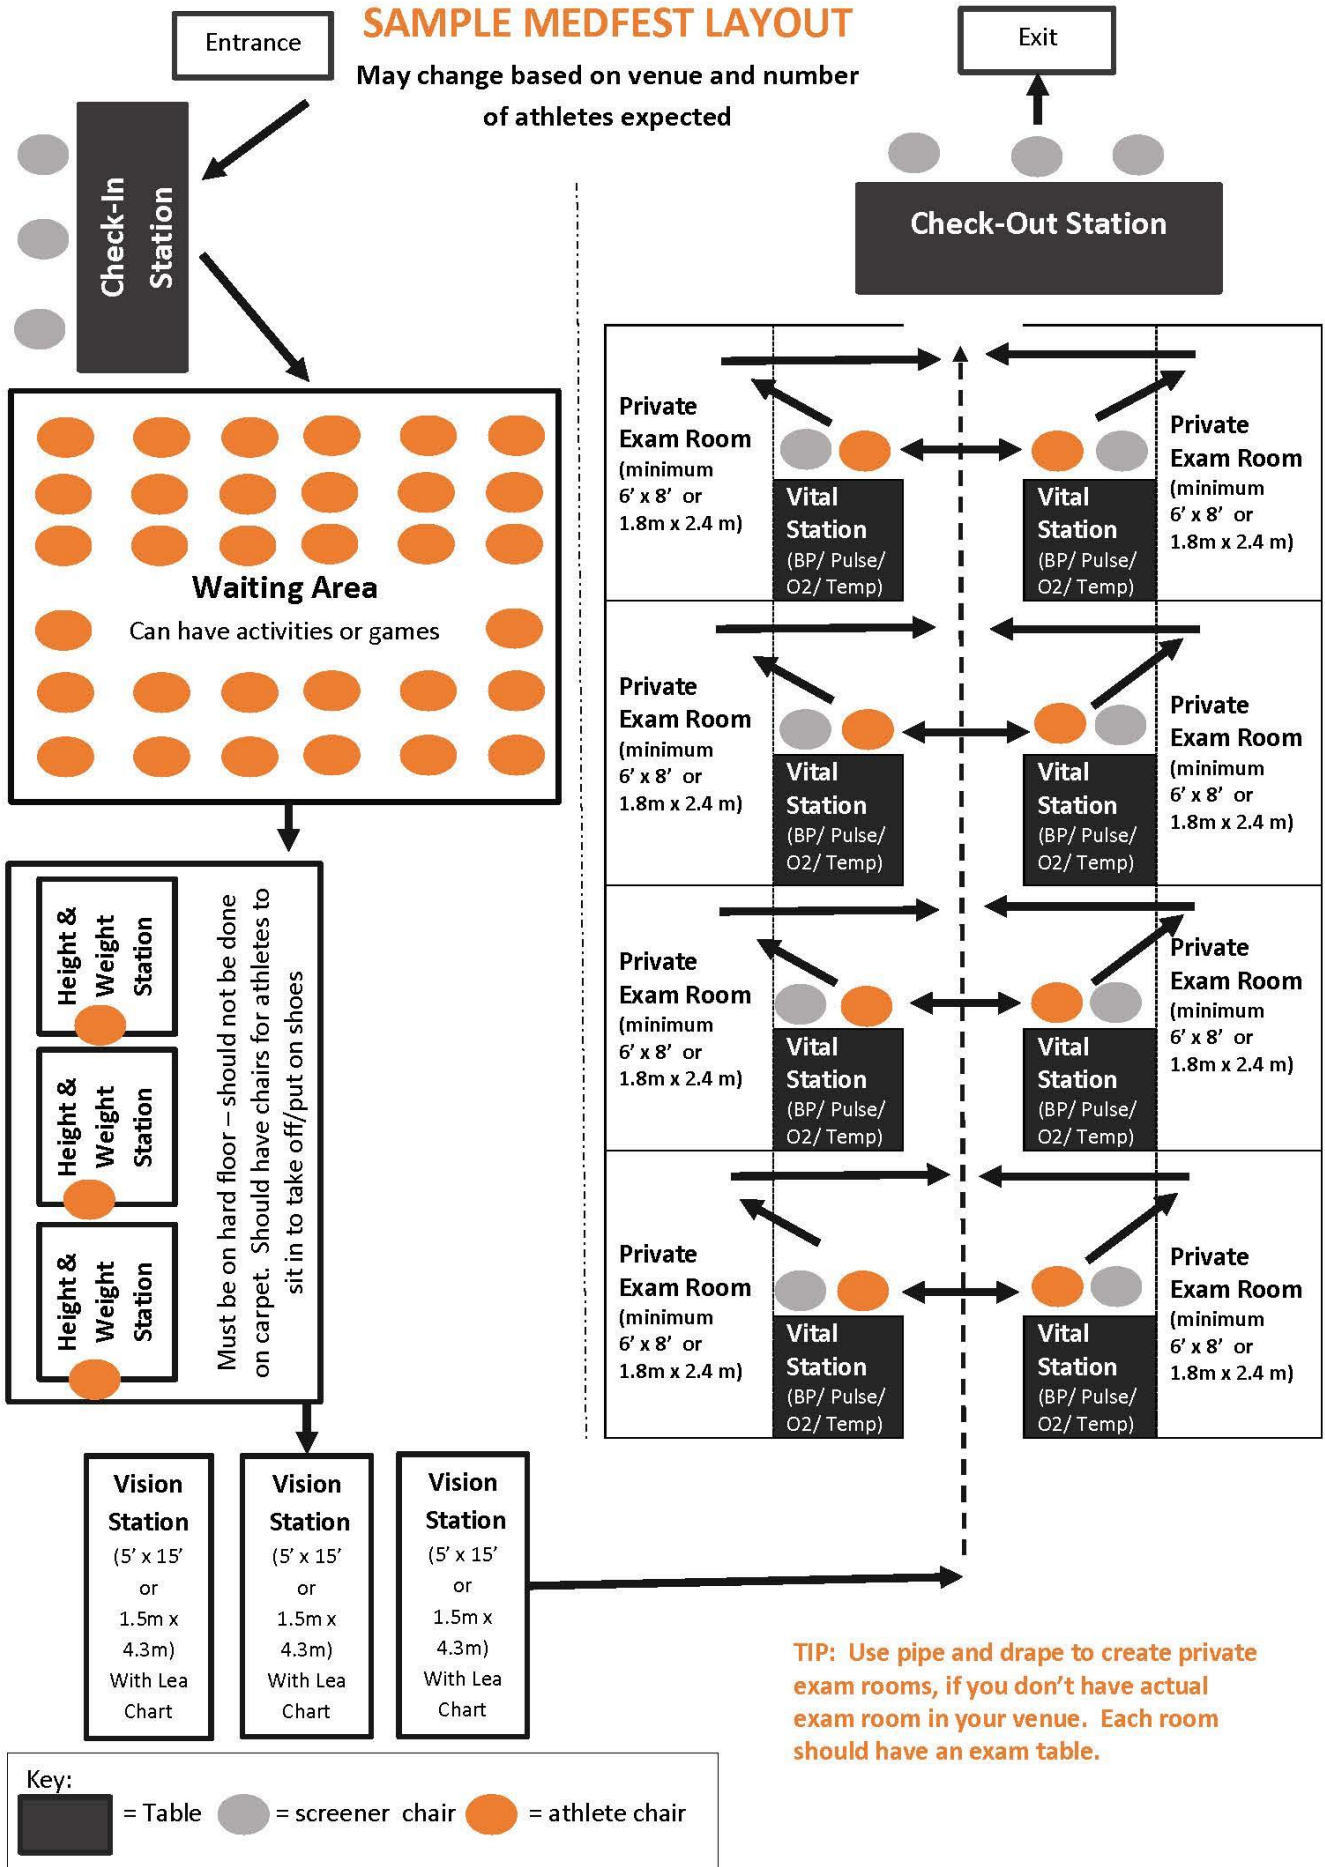 SAMPLE MEDFEST LAYOUT
May change based on venue and number
of athletes expected
Entrance
Exit
Check-In
Station
Check-Out Station
Waiting Area
Can have activities or games
Height &
Weight
Station
Height &
Weight
Station
Height &
Weight
Station
Must be on hard floor – should not be done
on carpet.  Should have chairs for athletes to
sit in to take off/put on shoes
Vision
Station
(5’ x 15’
or
1.5m x
4.3m)
With Lea
Chart
Vision
Station
(5’ x 15’
or
1.5m x
4.3m)
With Lea
Chart
Vision
Station
(5’ x 15’
or
1.5m x
4.3m)
With Lea
Chart
Private
Exam Room
(minimum
6’ x 8’  or
1.8m x 2.4 m)
Vital
Station
(BP/ Pulse/
O2/ Temp)
Vital
Station
(BP/ Pulse/
O2/ Temp)
Private
Exam Room
(minimum
6’ x 8’  or
1.8m x 2.4 m)
Private
Exam Room
(minimum
6’ x 8’  or
1.8m x 2.4 m)
Vital
Station
(BP/ Pulse/
O2/ Temp)
Vital
Station
(BP/ Pulse/
O2/ Temp)
Private
Exam Room
(minimum
6’ x 8’  or
1.8m x 2.4 m)
Private
Exam Room
(minimum
6’ x 8’  or
1.8m x 2.4 m)
Vital
Station
(BP/ Pulse/
O2/ Temp)
Vital
Station
(BP/ Pulse/
O2/ Temp)
Private
Exam Room
(minimum
6’ x 8’  or
1.8m x 2.4 m)
Private
Exam Room
(minimum
6’ x 8’  or
1.8m x 2.4 m)
Vital
Station
(BP/ Pulse/
O2/ Temp)
Vital
Station
(BP/ Pulse/
O2/ Temp)
Private
Exam Room
(minimum
6’ x 8’  or
1.8m x 2.4 m)
TIP:  Use pipe and drape to create private
exam rooms, if you don’t have actual
exam room in your venue.  Each room
should have an exam table.
Key:
= Table
= screener  chair
= athlete chair